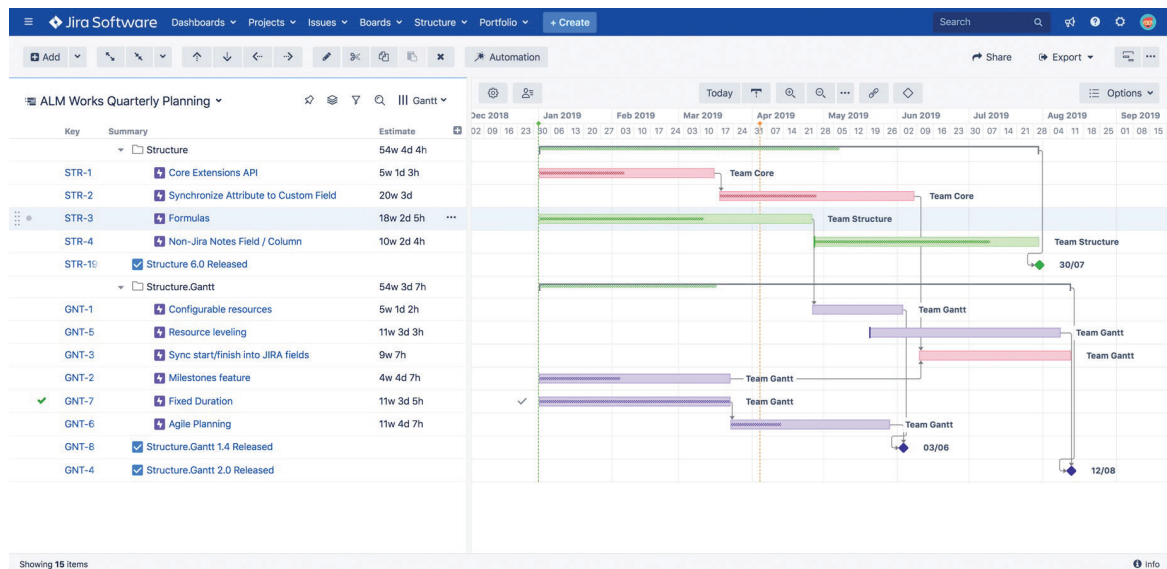 Jira Software Dashboards Projects Issues Boards Structure Portfolio + Create Search
Add Automation Share Export
ALM Works Quarterly Planning Gantt Today Options
Dec 2018 Jan 2019 Feb 2019 Mar 2019 Apr 2019 May 2019 Jun 2019 Jul 2019 Aug 2019 Sep 2019
Key Summary Estimate 02 09 16 23 30 06 13 20 27 03 10 17 24 03 10 17 24 31 07 14 21 28 05 12 19 26 02 09 16 23 30 07 14 21 28 04 11 18 25 01 08 15
Structure 54w 4d 4h
STR-1 Core Extensions API 5w 1d 3h Team Core
STR-2 Synchronize Attribute to Custom Field 20w 3d Team Core
STR-3 Formulas 18w 2d 5h Team Structure
STR-4 Non-Jira Notes Field / Column 10w 2d 4h Team Structure
STR-19 Structure 6.0 Released 30/07
Structure.Gantt 54w 3d 7h
GNT-1 Configurable resources 5w 1d 2h Team Gantt
GNT-5 Resource leveling 11w 3d 3h Team Gantt
GNT-3 Sync start/finish into JIRA fields 9w 7h Team Gantt
GNT-2 Milestones feature 4w 4d 7h Team Gantt
GNT-7 Fixed Duration 11w 3d 5h Team Gantt
GNT-6 Agile Planning 11w 4d 7h Team Gantt
GNT-8 Structure.Gantt 1.4 Released 03/06
GNT-4 Structure.Gantt 2.0 Released 12/08
Showing 15 items info